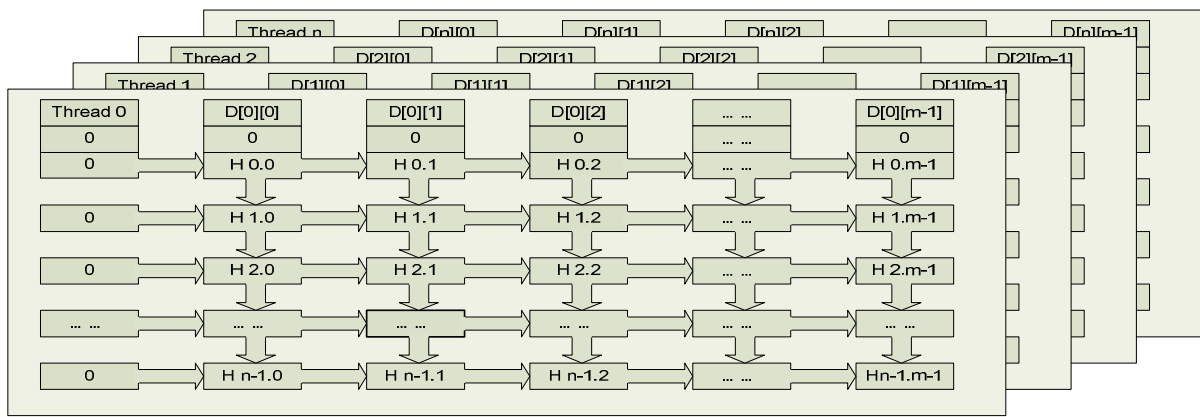 Thread n D[n][0] D[n][1] D[n][2] D[n][m-1]
Thread 2 D[2][0] D[2][1] D[2][2] D[2][m-1]
Thread 1 D[1][0] D[1][1] D[1][2] D[1][m-1]
Thread 0 D[0][0] D[0][1] D[0][2] ... ... D[0][m-1]
0 0 0 0 ... ... 0
0 H 0.0 H 0.1 H 0.2 ... ... H 0.m-1
0 H 1.0 H 1.1 H 1.2 ... ... H 1.m-1
0 H 2.0 H 2.1 H 2.2 ... ... H 2.m-1
... ... ... ... ... ... ... ... ... ... ... ...
0 H n-1.0 H n-1.1 H n-1.2 ... ... Hn-1.m-1